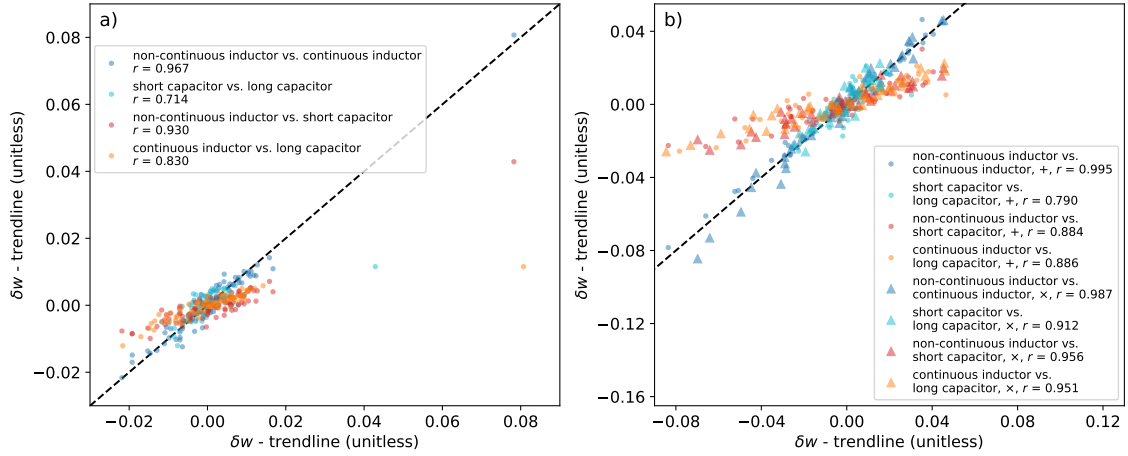 a)
non-continuous inductor vs. continuous inductor
r = 0.967
short capacitor vs. long capacitor
r = 0.714
non-continuous inductor vs. short capacitor
r = 0.930
continuous inductor vs. long capacitor
r = 0.830
0.08
0.06
0.04
0.02
0.00
−0.02
δw - trendline (unitless)
−0.02
0.00
0.02
0.04
0.06
0.08
δw - trendline (unitless)
b)
0.04
0.00
−0.04
−0.08
−0.12
−0.16
δw - trendline (unitless)
non-continuous inductor vs.
continuous inductor, +, r = 0.995
short capacitor vs.
long capacitor, +, r = 0.790
non-continuous inductor vs.
short capacitor, +, r = 0.884
continuous inductor vs.
long capacitor, +, r = 0.886
non-continuous inductor vs.
continuous inductor, ×, r = 0.987
short capacitor vs.
long capacitor, ×, r = 0.912
non-continuous inductor vs.
short capacitor, ×, r = 0.956
continuous inductor vs.
long capacitor, ×, r = 0.951
−0.08
−0.04
0.00
0.04
0.08
0.12
δw - trendline (unitless)